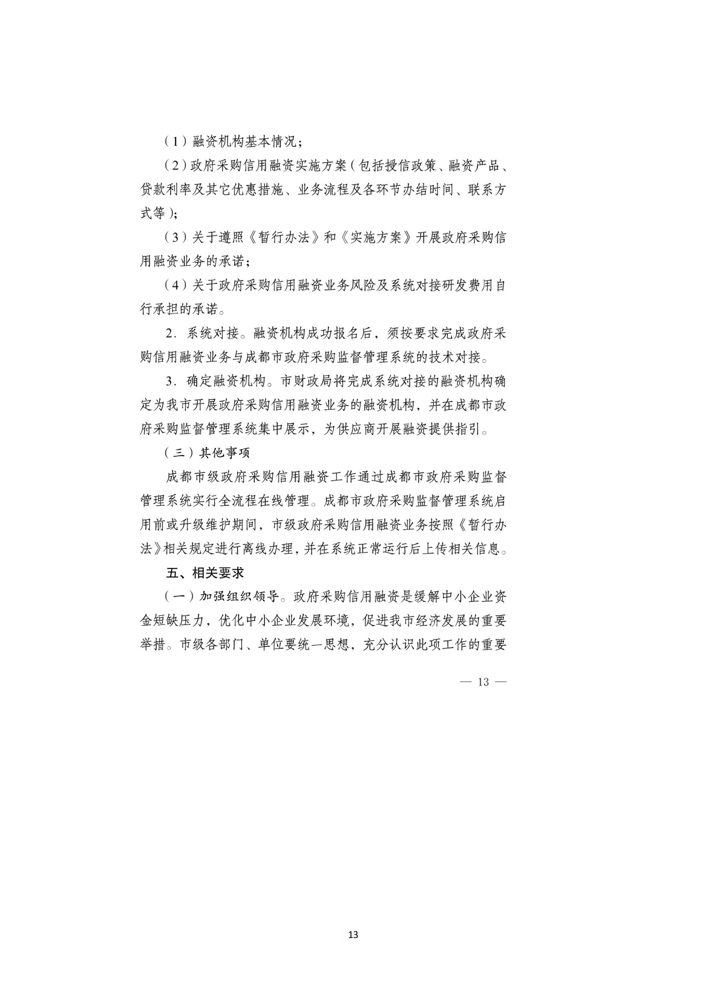 （1）融资机构基本情况；
（2）政府采购信用融资实施方案（包括授信政策、融资产品、
贷款利率及其它优惠措施、业务流程及各环节办结时间、联系方
式等）；
（3）关于遵照《暂行办法》和《实施方案》开展政府采购信
用融资业务的承诺；
（4）关于政府采购信用融资业务风险及系统对接研发费用自
行承担的承诺。
2．系统对接。融资机构成功报名后，须按要求完成政府采
购信用融资业务与成都市政府采购监督管理系统的技术对接。
3．确定融资机构。市财政局将完成系统对接的融资机构确
定为我市开展政府采购信用融资业务的融资机构，并在成都市政
府采购监督管理系统集中展示，为供应商开展融资提供指引。
（三）其他事项
成都市级政府采购信用融资工作通过成都市政府采购监督
管理系统实行全流程在线管理。成都市政府采购监督管理系统启
用前或升级维护期间，市级政府采购信用融资业务按照《暂行办
法》相关规定进行离线办理，并在系统正常运行后上传相关信息。
五、相关要求
（一）加强组织领导。政府采购信用融资是缓解中小企业资
金短缺压力，优化中小企业发展环境，促进我市经济发展的重要
举措。市级各部门、单位要统一思想，充分认识此项工作的重要
— 13 —
13